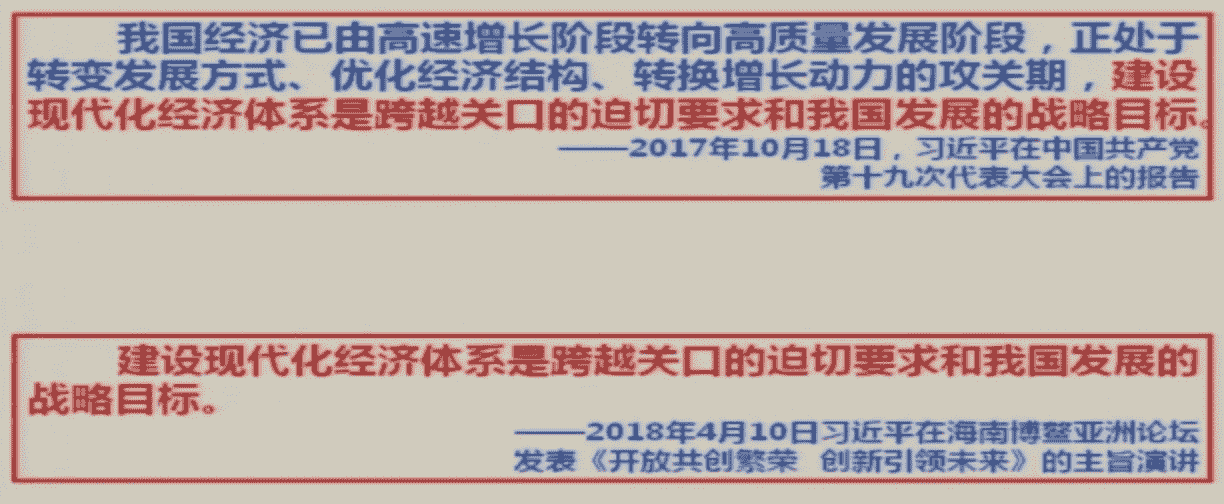 我国经济已由高速增长阶段转向高质量发展阶段，正处于
转变发展方式、优化经济结构、转换增长动力的攻关期，建设
现代化经济体系是跨越关口的迫切要求和我国发展的战略目标。
——2017年10月18日，习近平在中国共产党
第十九次代表大会上的报告
建设现代化经济体系是跨越关口的迫切要求和我国发展的
战略目标。
——2018年4月10日习近平在海南博鳌亚洲论坛
发表《开放共创繁荣 创新引领未来》的主旨演讲